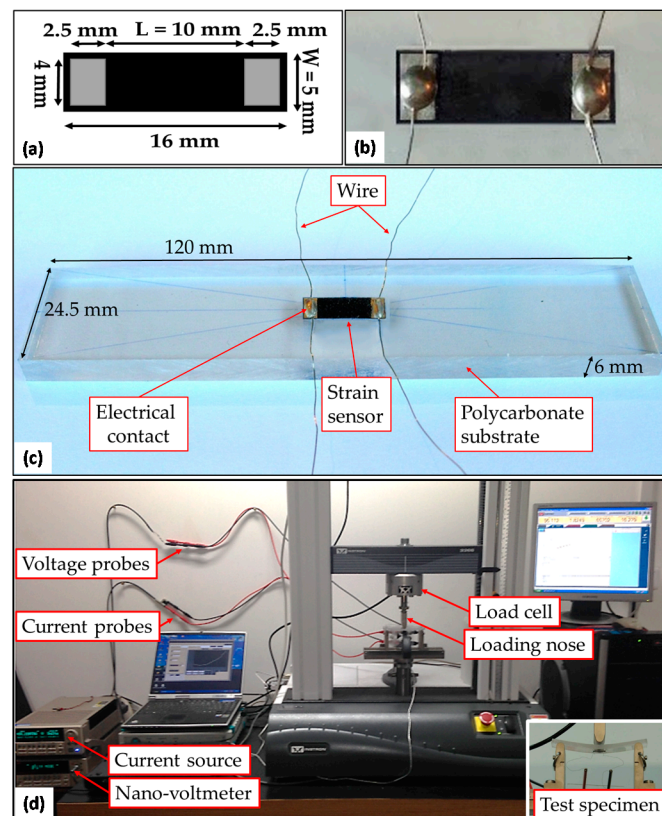 2.5 mm L = 10 mm 2.5 mm
4 mm
W = 5 mm
16 mm
(a)
(b)
Wire
120 mm
24.5 mm
6 mm
Electrical
contact
Strain
sensor
Polycarbonate
substrate
(c)
Voltage probes
Current probes
Load cell
Loading nose
Current source
Nano-voltmeter
(d)
Test specimen